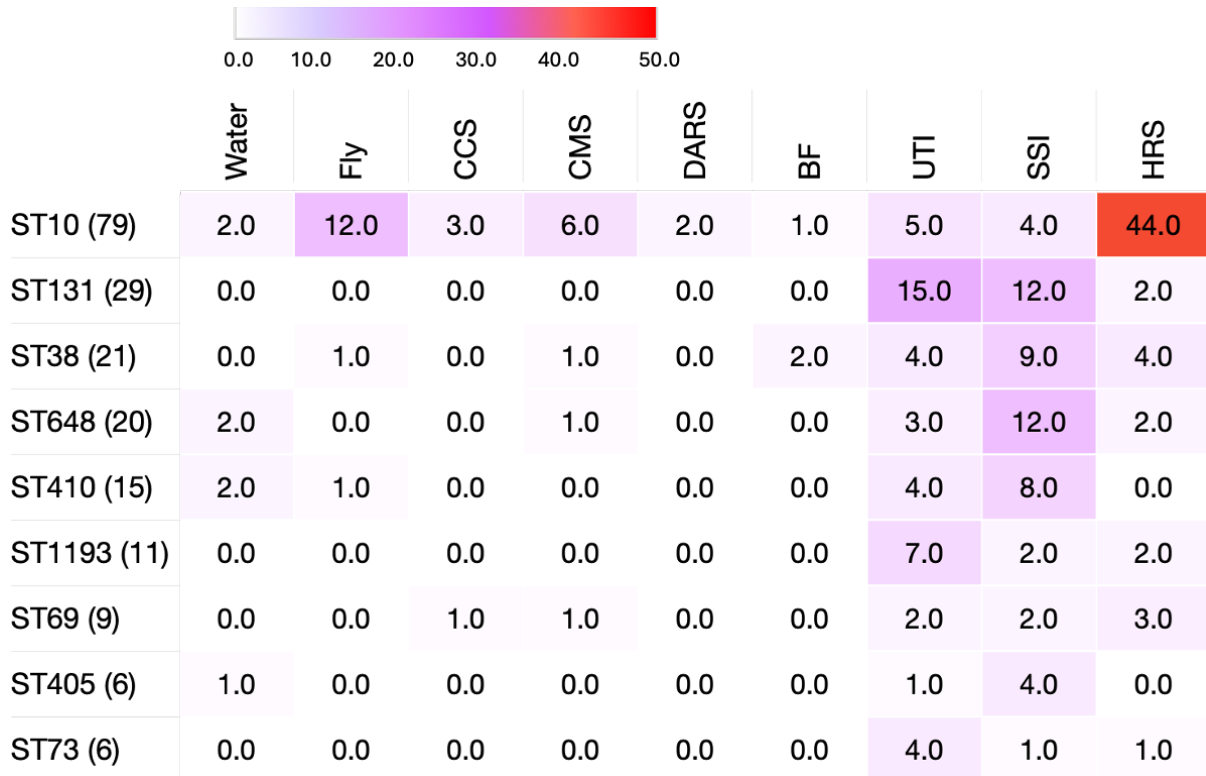 0.0 10.0 20.0 30.0 40.0 50.0
Water Fly CCS CMS DARS BF UTI SSI HRS
ST10 (79) 2.0 12.0 3.0 6.0 2.0 1.0 5.0 4.0 44.0
ST131 (29) 0.0 0.0 0.0 0.0 0.0 0.0 15.0 12.0 2.0
ST38 (21) 0.0 1.0 0.0 1.0 0.0 2.0 4.0 9.0 4.0
ST648 (20) 2.0 0.0 0.0 1.0 0.0 0.0 3.0 12.0 2.0
ST410 (15) 2.0 1.0 0.0 0.0 0.0 0.0 4.0 8.0 0.0
ST1193 (11) 0.0 0.0 0.0 0.0 0.0 0.0 7.0 2.0 2.0
ST69 (9) 0.0 0.0 1.0 1.0 0.0 0.0 2.0 2.0 3.0
ST405 (6) 1.0 0.0 0.0 0.0 0.0 0.0 1.0 4.0 0.0
ST73 (6) 0.0 0.0 0.0 0.0 0.0 0.0 4.0 1.0 1.0